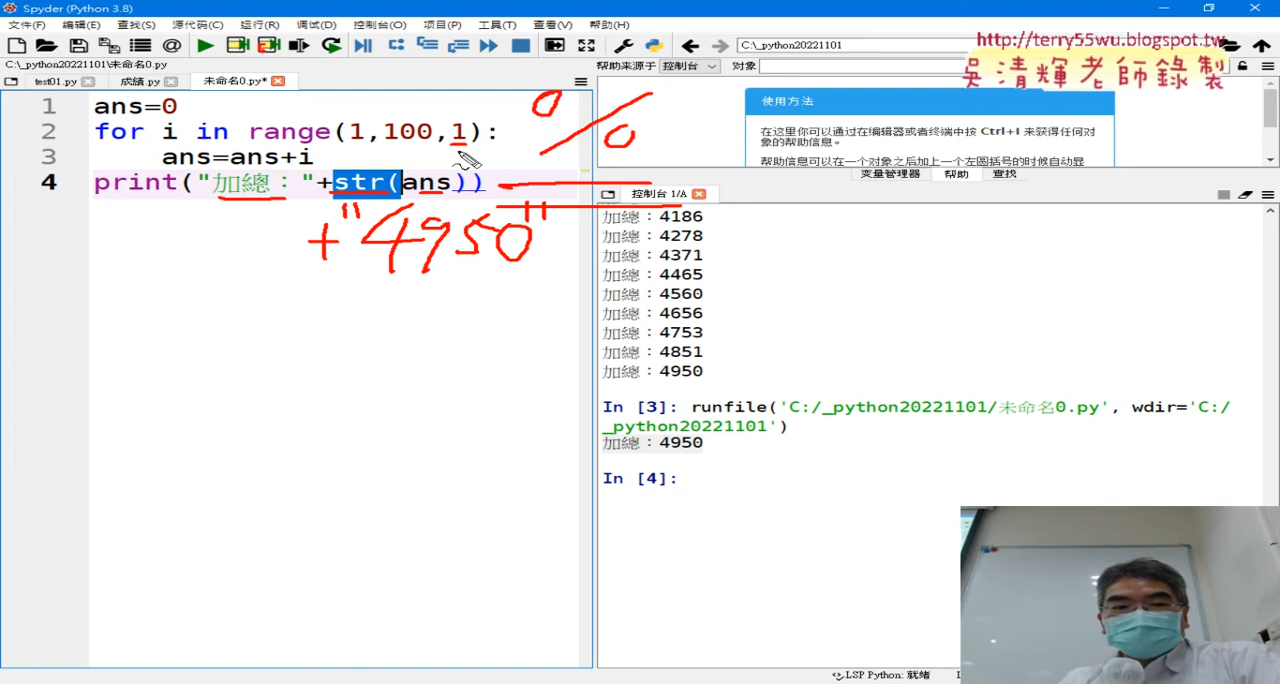 Spyder (Python 3.8)
文件(F) 编辑(E) 查找(S) 源代码(C) 运行(R) 调试(D) 控制台(O) 项目(P) 工具(T) 查看(V) 帮助(H)
C:\_python20221101
http://terry55wu.blogspot.tw
吳清輝老師錄製
C:\_python20221101\未命名0.py
帮助来源于 控制台 对象
test01.py 成績.py 未命名0.py*
使用方法
在这里你可以通过在编辑器或者终端中按 Ctrl+I 来获得任何对
象的帮助信息。
帮助信息可以在一个对象之后加上一个左圆括号的时候自动显
变量管理器 帮助 查找
1 ans=0
2 for i in range(1,100,1):
3 ans=ans+i
4 print("加總："+str(ans))
%
+"4950"
控制台 1/A
加總：4186
加總：4278
加總：4371
加總：4465
加總：4560
加總：4656
加總：4753
加總：4851
加總：4950
In [3]: runfile('C:/_python20221101/未命名0.py', wdir='C:/
_python20221101')
加總：4950
In [4]:
LSP Python: 就绪